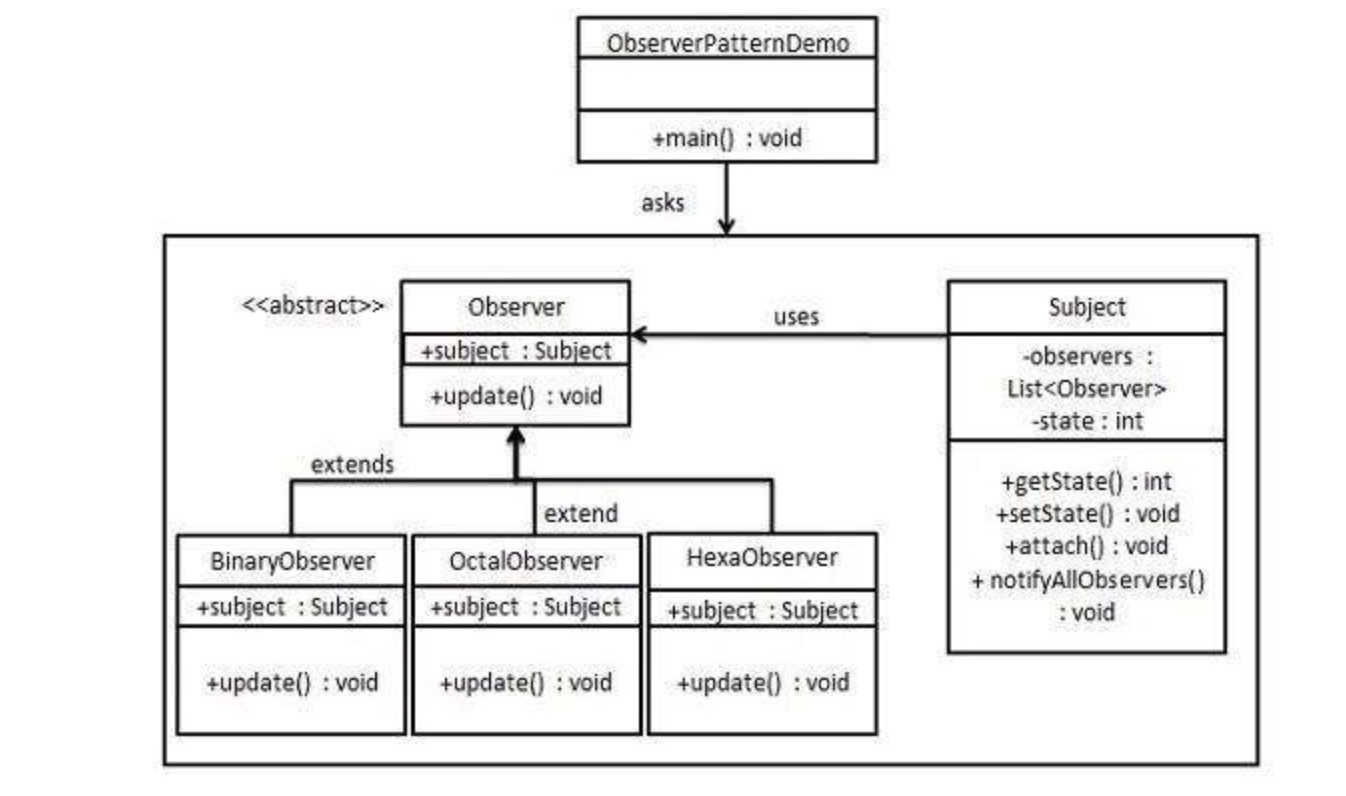 ObserverPatternDemo
+main() : void
asks
<<abstract>>
Observer
+subject : Subject
+update() : void
uses
Subject
-observers :
List<Observer>
-state : int
+getState() : int
+setState() : void
+attach() : void
+ notifyAllObservers()
: void
extends
extend
BinaryObserver
+subject : Subject
+update() : void
OctalObserver
+subject : Subject
+update() : void
HexaObserver
+subject : Subject
+update() : void